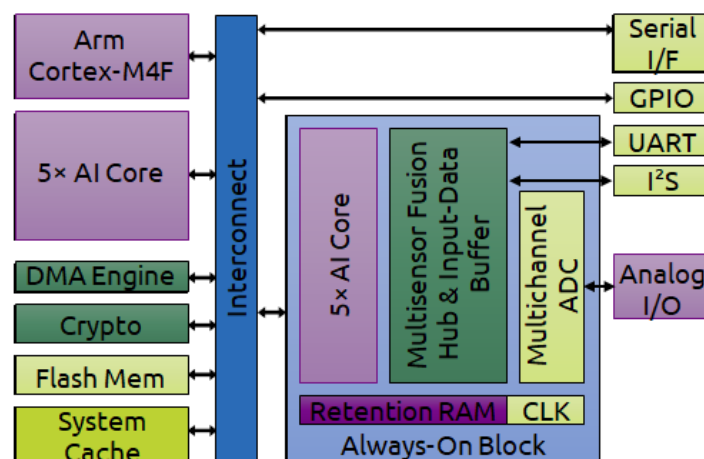 Arm
Cortex-M4F
5× AI Core
DMA Engine
Crypto
Flash Mem
System
Cache
Interconnect
5× AI Core
Multisensor Fusion
Hub & Input-Data
Buffer
Multichannel
ADC
Retention RAM
CLK
Always-On Block
Serial
I/F
GPIO
UART
I²S
Analog
I/O